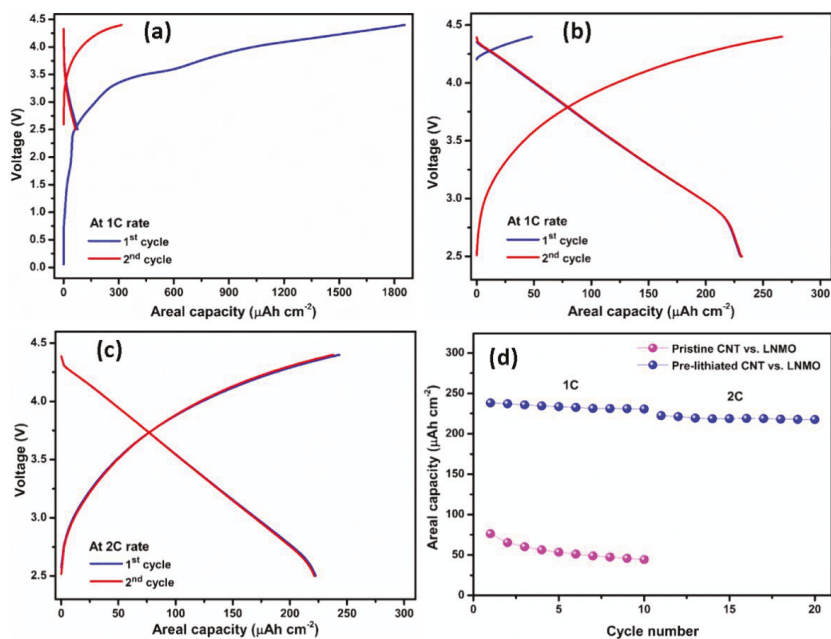 (a)
Voltage (V)
4.5
4.0
3.5
3.0
2.5
2.0
1.5
1.0
0.5
0.0
At 1C rate
1st cycle
2nd cycle
0 300 600 900 1200 1500 1800
Areal capacity (μAh cm-2)
(b)
Voltage (V)
4.5
4.0
3.5
3.0
2.5
At 1C rate
1st cycle
2nd cycle
0 50 100 150 200 250 300
Areal capacity (μAh cm-2)
(c)
Voltage (V)
4.5
4.0
3.5
3.0
2.5
At 2C rate
1st cycle
2nd cycle
0 50 100 150 200 250 300
Areal capacity (μAh cm-2)
(d)
Areal capacity (μAh cm-2)
300
250
200
150
100
50
0
Pristine CNT vs. LNMO
Pre-lithiated CNT vs. LNMO
1C
2C
0 5 10 15 20
Cycle number